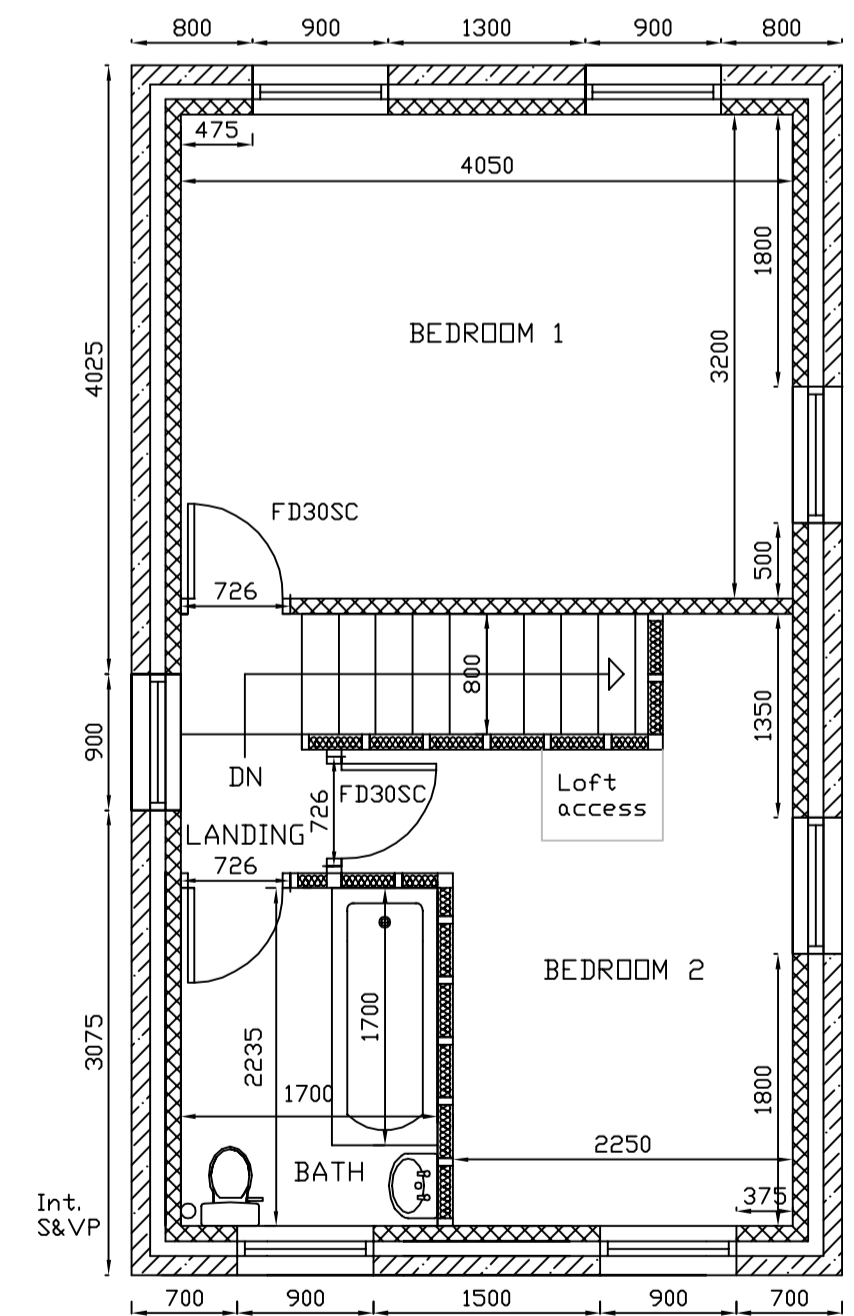 800 900 1300 900 800
475
4050
1800
BEDROOM 1
3200
4025
FD30SC
500
726
800
1350
900
DN
726
FD30SC
Loft
access
LANDING
726
BEDROOM 2
1700
2235
3075
1700
1800
2250
BATH
375
Int.
S&VP
700 900 1500 900 700